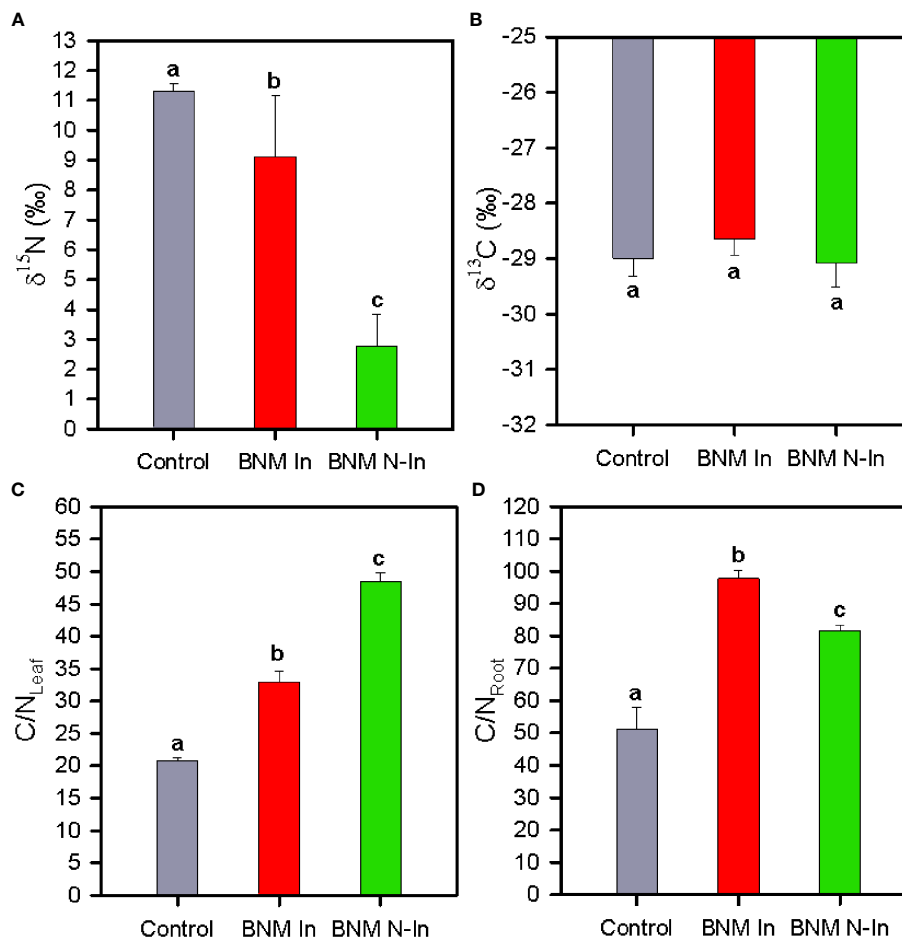 A
13
12
11
10
9
8
7
6
5
4
3
2
1
0
δ15N (‰)
a
b
c
Control
BNM In
BNM N-In
B
-25
-26
-27
-28
-29
-30
-31
-32
δ13C (‰)
a
a
a
Control
BNM In
BNM N-In
C
60
55
50
45
40
35
30
25
20
15
10
5
0
C/NLeaf
a
b
c
Control
BNM In
BNM N-In
D
120
110
100
90
80
70
60
50
40
30
20
10
0
C/NRoot
a
b
c
Control
BNM In
BNM N-In